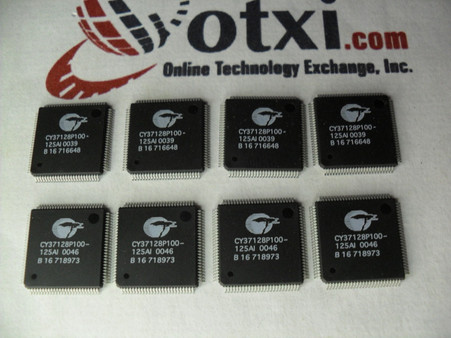 otxi.com
Online Technology Exchange, Inc.
CY37128P100-
125AI 0039
B 16 716648
CY37128P100-
125AI 0039
B 16 716648
CY37128P100-
125AI 0039
B 16 716648
CY37128P100-
125AI 0039
B 16 716648
CY37128P100-
125AI 0046
B 16 718973
CY37128P100-
125AI 0046
B 16 718973
CY37128P100-
125AI 0046
B 16 718973
CY37128P100-
125AI 0046
B 16 718973